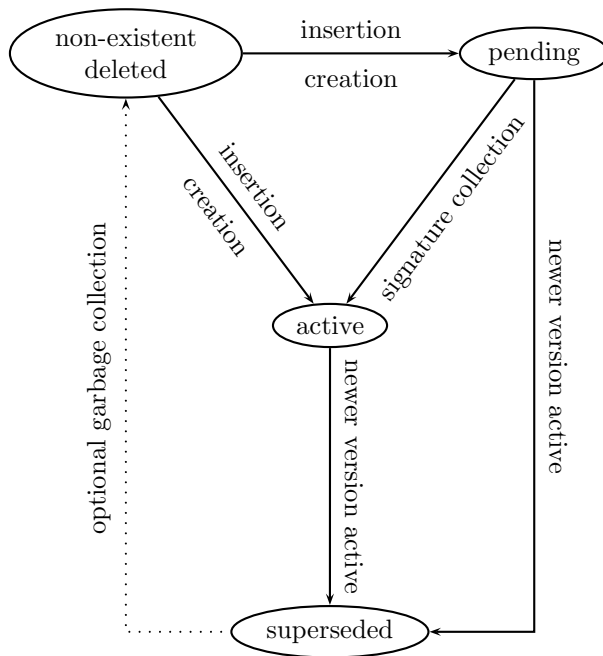 non-existent
deleted
insertion
creation
pending
insertion
creation
signature collection
newer version active
optional garbage collection
active
newer version active
superseded